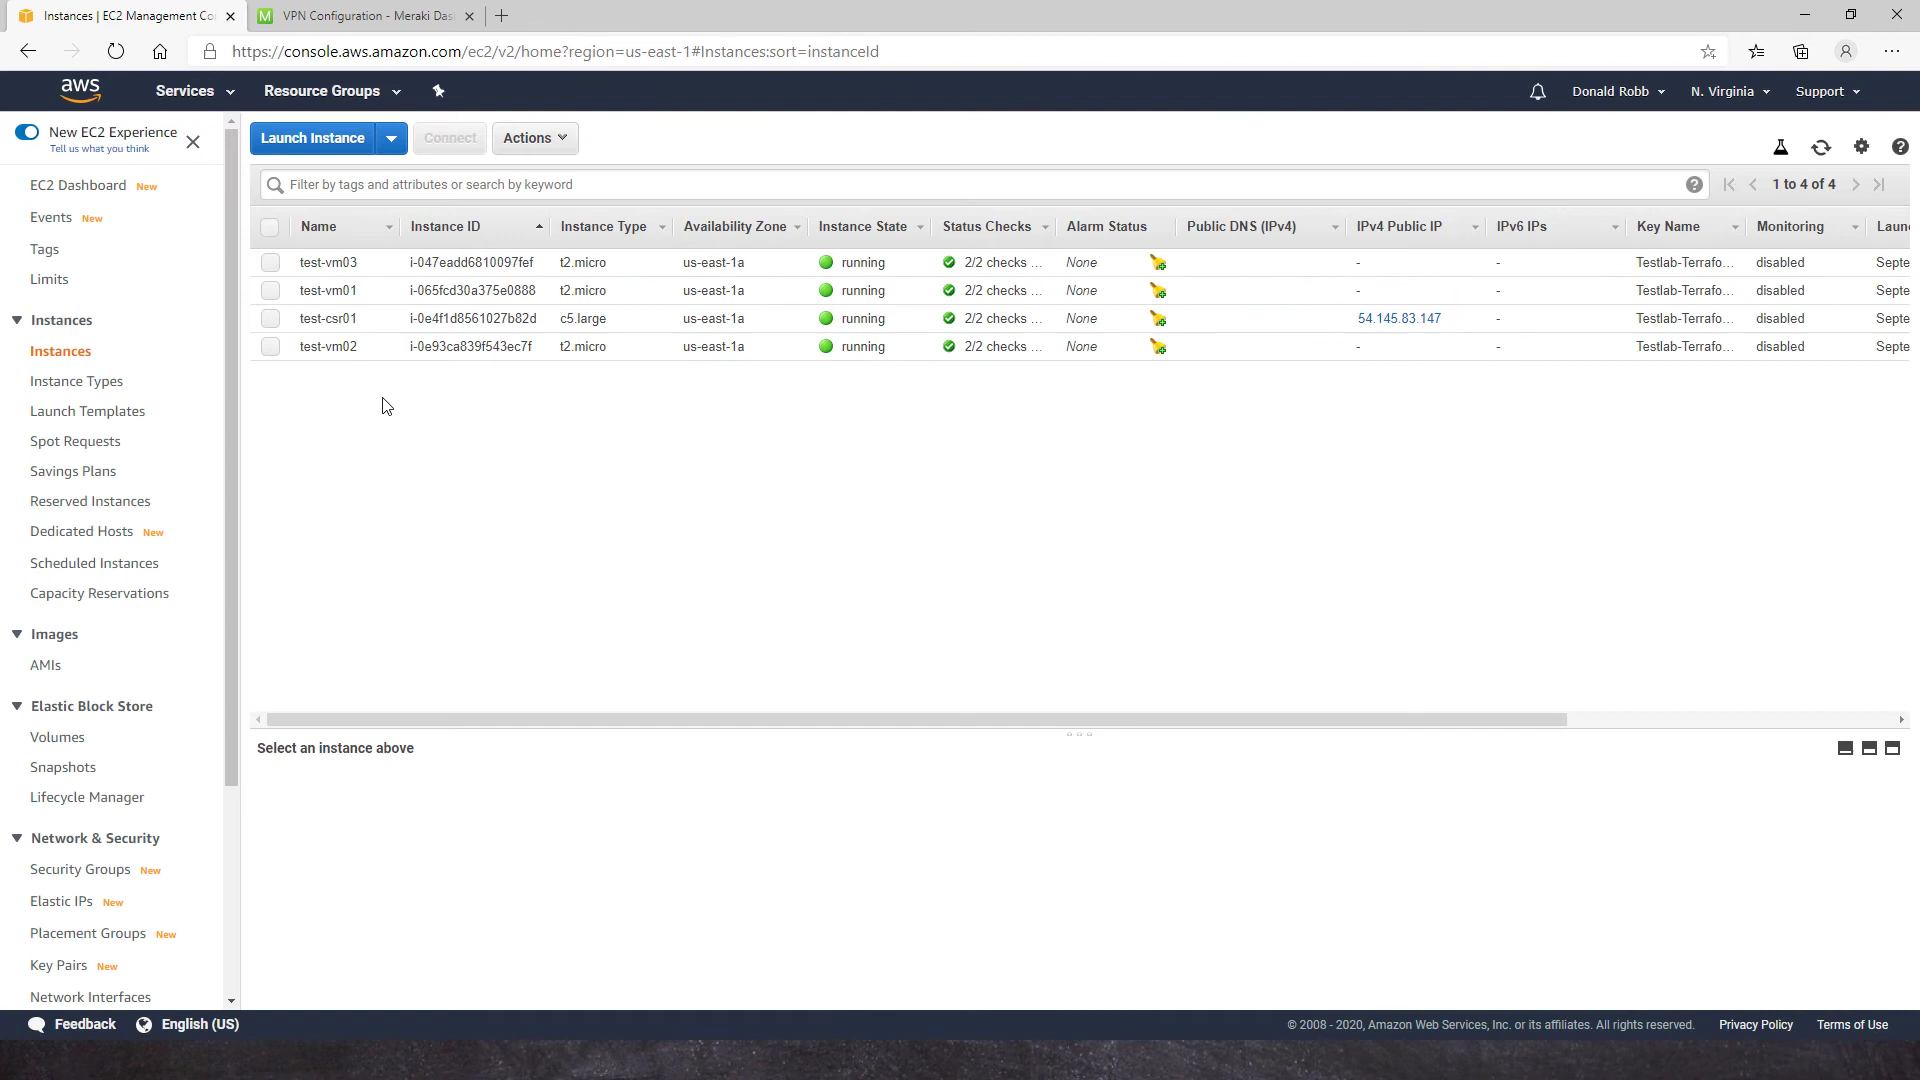 Instances | EC2 Management Co
VPN Configuration - Meraki Das
https://console.aws.amazon.com/ec2/v2/home?region=us-east-1#Instances:sort=instanceId
aws
Services
Resource Groups
Donald Robb
N. Virginia
Support
New EC2 Experience
Tell us what you think
EC2 Dashboard New
Events New
Tags
Limits
Instances
Instances
Instance Types
Launch Templates
Spot Requests
Savings Plans
Reserved Instances
Dedicated Hosts New
Scheduled Instances
Capacity Reservations
Images
AMIs
Elastic Block Store
Volumes
Snapshots
Lifecycle Manager
Network & Security
Security Groups New
Elastic IPs New
Placement Groups New
Key Pairs New
Network Interfaces
Launch Instance
Connect
Actions
Filter by tags and attributes or search by keyword
1 to 4 of 4
Name Instance ID Instance Type Availability Zone Instance State Status Checks Alarm Status Public DNS (IPv4) IPv4 Public IP IPv6 IPs Key Name Monitoring Laun
test-vm03 i-047eadd6810097fef t2.micro us-east-1a running 2/2 checks ... None - - Testlab-Terrafo... disabled Septe
test-vm01 i-065fcd30a375e0888 t2.micro us-east-1a running 2/2 checks ... None - - Testlab-Terrafo... disabled Septe
test-csr01 i-0e4f1d8561027b82d c5.large us-east-1a running 2/2 checks ... None 54.145.83.147 - Testlab-Terrafo... disabled Septe
test-vm02 i-0e93ca839f543ec7f t2.micro us-east-1a running 2/2 checks ... None - - Testlab-Terrafo... disabled Septe
Select an instance above
Feedback
English (US)
© 2008 - 2020, Amazon Web Services, Inc. or its affiliates. All rights reserved.
Privacy Policy
Terms of Use